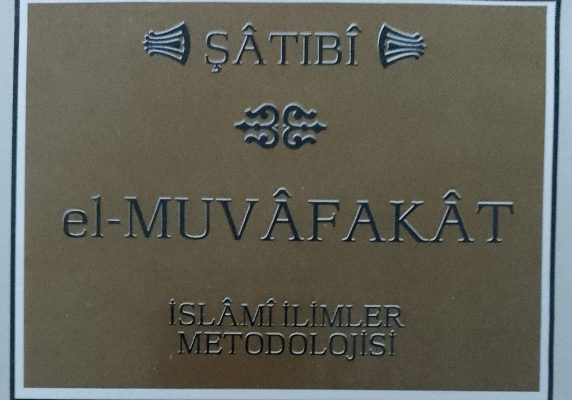 ŞÂTIBÎ
el-MUVÂFAKÂT
İSLÂMÎ İLİMLER
METODOLOJİSİ